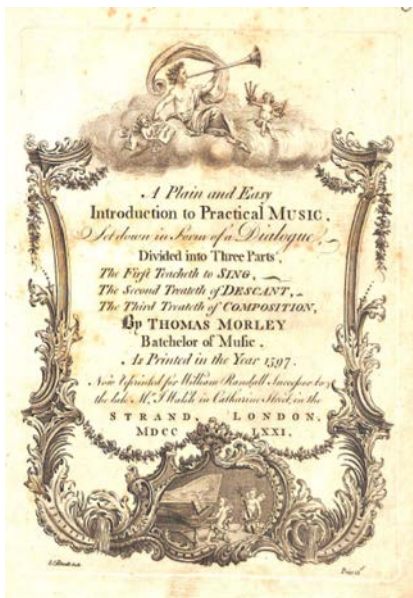 A Plain and Easy
Introduction to Practical MUSIC,
Set down in Form of a Dialogue,
Divided into Three Parts,
The First Teacheth to SING,
The Second Treateth of DESCANT,
The Third Treateth of COMPOSITION,
By THOMAS MORLEY
Batchelor of Music.
As Printed in the Year 1597.
Now Reprinted for William Randall Successor to
the late Mr. J. Walsh in Catharine Street, in the
STRAND, LONDON,
MDCC LXXI.